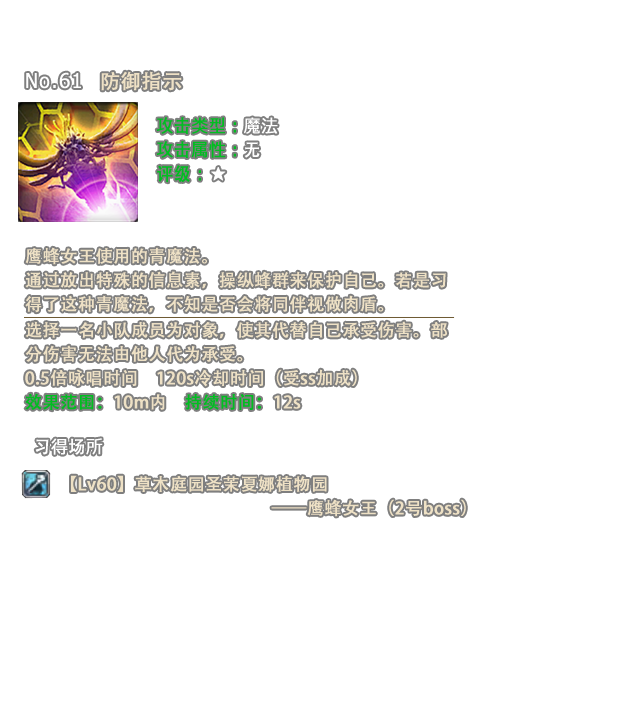 No.61 防御指示
攻击类型：魔法
攻击属性：无
评级：☆
鹰蜂女王使用的青魔法。
通过放出特殊的信息素，操纵蜂群来保护自己。若是习
得了这种青魔法，不知是否会将同伴视做肉盾。
选择一名小队成员为对象，使其代替自己承受伤害。部
分伤害无法由他人代为承受。
0.5倍咏唱时间 120s冷却时间（受ss加成）
效果范围：10m内 持续时间：12s
习得场所
【Lv60】草木庭园圣茉夏娜植物园
——鹰蜂女王（2号boss）